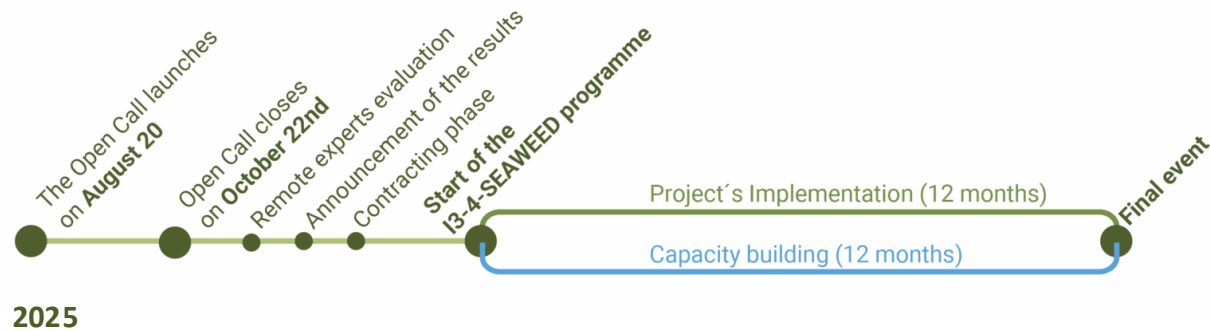 The Open Call launches
on August 20
Open Call closes
on October 22nd
Remote experts evaluation
Announcement of the results
Contracting phase
Start of the
I3-4-SEAWEED programme
Project´s Implementation (12 months)
Capacity building (12 months)
Final event
2025